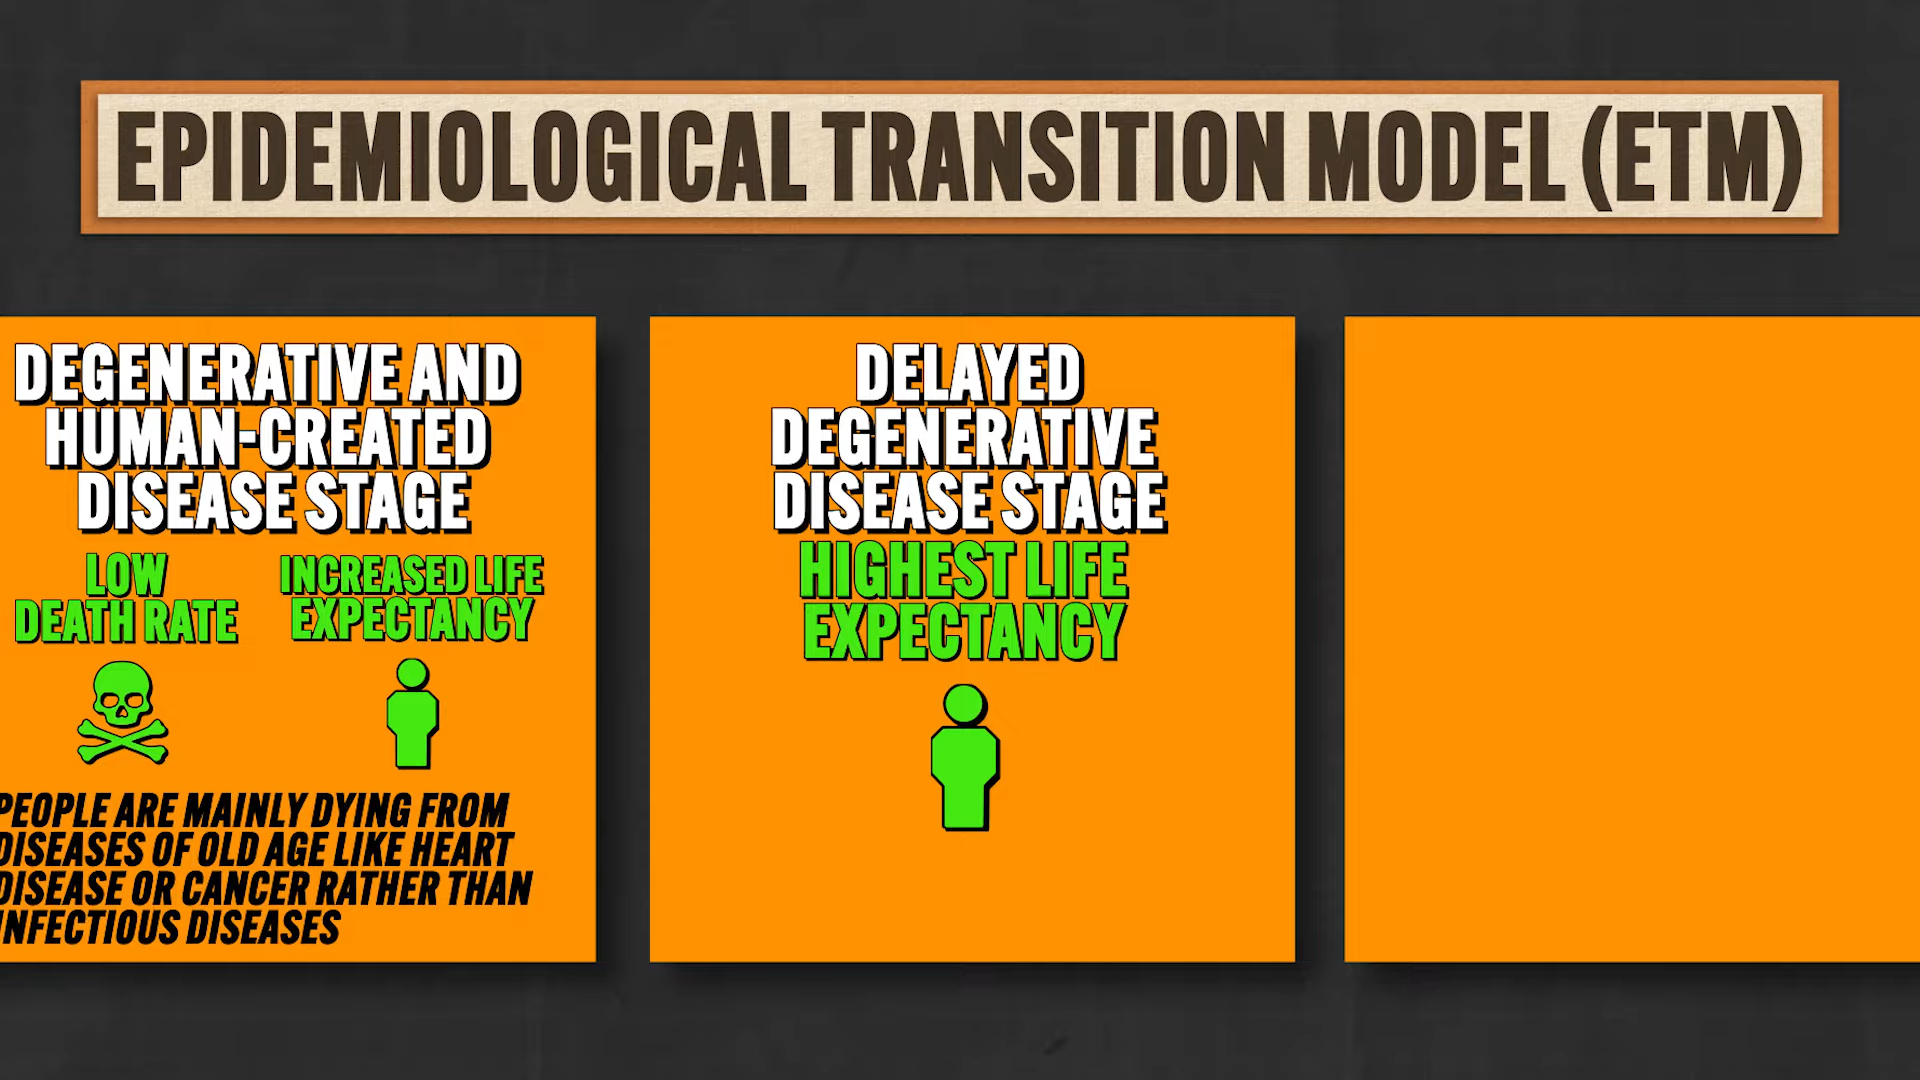 EPIDEMIOLOGICAL TRANSITION MODEL (ETM)
DEGENERATIVE AND
HUMAN-CREATED
DISEASE STAGE
LOW
DEATH RATE
INCREASED LIFE
EXPECTANCY
PEOPLE ARE MAINLY DYING FROM
DISEASES OF OLD AGE LIKE HEART
DISEASE OR CANCER RATHER THAN
INFECTIOUS DISEASES
DELAYED
DEGENERATIVE
DISEASE STAGE
HIGHEST LIFE
EXPECTANCY